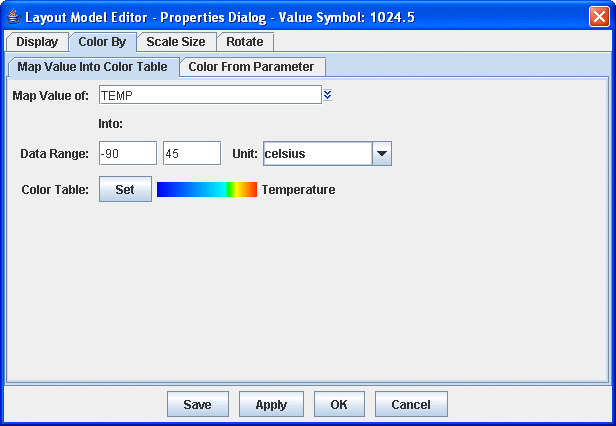 Layout Model Editor - Properties Dialog - Value Symbol: 1024.5
Display Color By Scale Size Rotate
Map Value Into Color Table Color From Parameter
Map Value of: TEMP
Into:
Data Range: -90 45 Unit: celsius
Color Table: Set Temperature
Save Apply OK Cancel